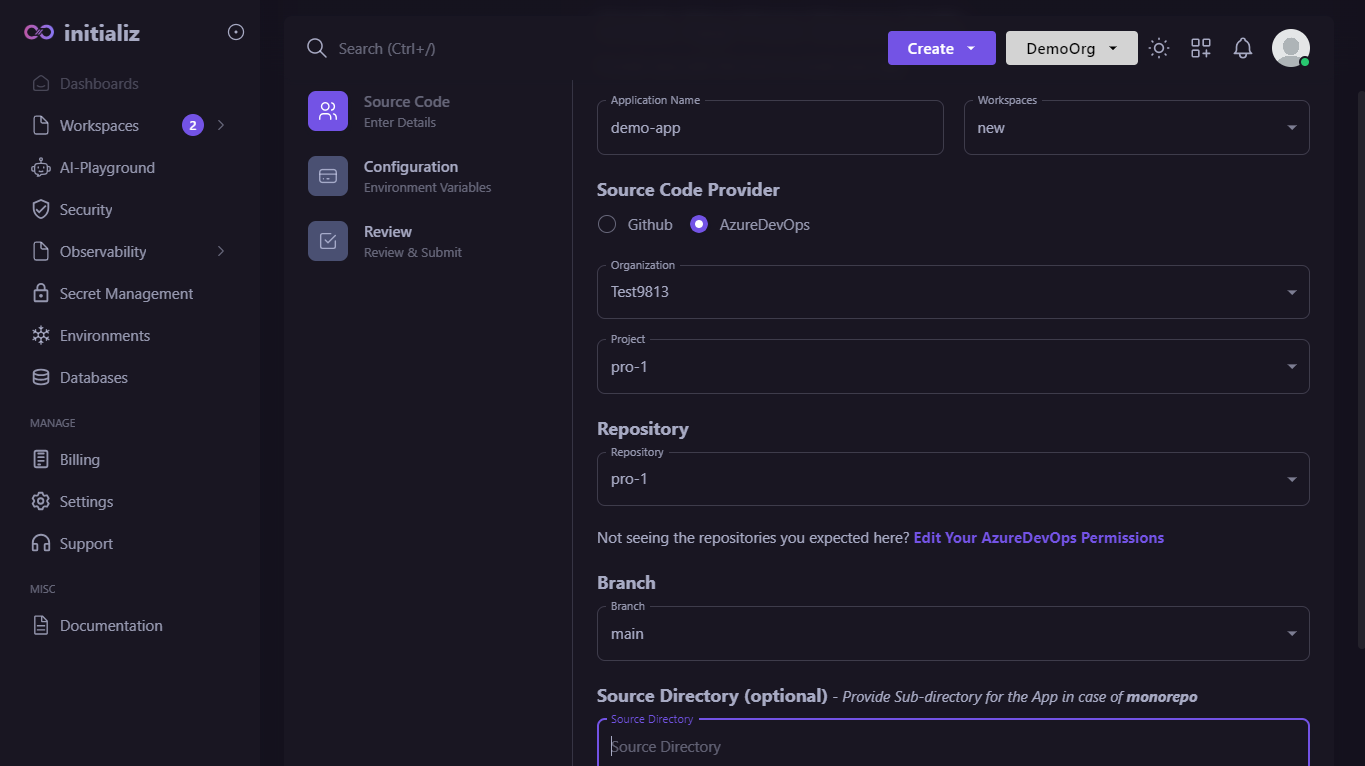 initializ
Dashboards
Workspaces 2
AI-Playground
Security
Observability
Secret Management
Environments
Databases
MANAGE
Billing
Settings
Support
MISC
Documentation
Search (Ctrl+/)
Create
DemoOrg
Source Code
Enter Details
Configuration
Environment Variables
Review
Review & Submit
Application Name
demo-app
Workspaces
new
Source Code Provider
Github
AzureDevOps
Organization
Test9813
Project
pro-1
Repository
Repository
pro-1
Not seeing the repositories you expected here? Edit Your AzureDevOps Permissions
Branch
Branch
main
Source Directory (optional) - Provide Sub-directory for the App in case of monorepo
Source Directory
Source Directory